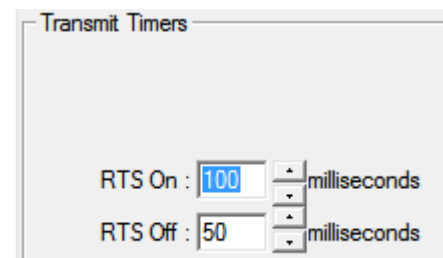 Transmit Timers
RTS On : 100 milliseconds
RTS Off : 50 milliseconds